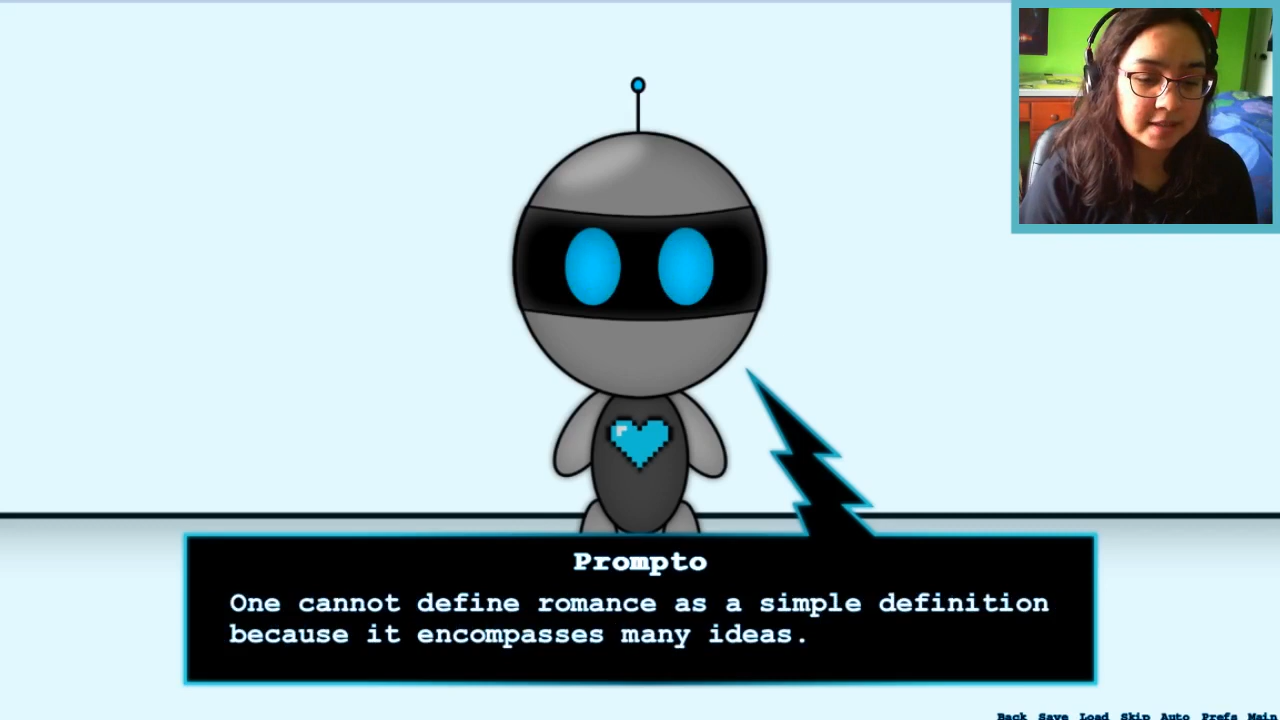 Prompto
One cannot define romance as a simple definition
because it encompasses many ideas.
Back Save Load Skip Auto Prefs Main